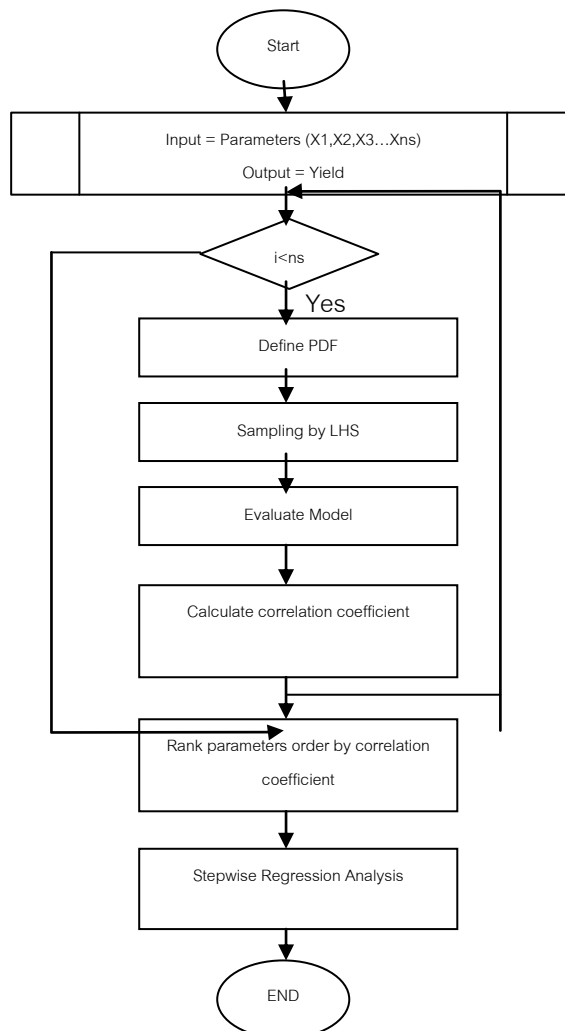 Start
Input = Parameters (X1,X2,X3...Xns)
Output = Yield
i<ns
Yes
Define PDF
Sampling by LHS
Evaluate Model
Calculate correlation coefficient
Rank parameters order by correlation
coefficient
Stepwise Regression Analysis
END